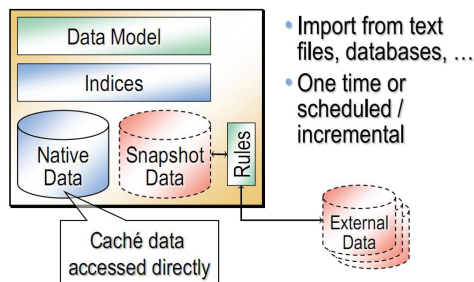 Data Model
Indices
Native
Data
Snapshot
Data
Rules
Caché data
accessed directly
• Import from text
files, databases, ...
• One time or
scheduled /
incremental
External
Data